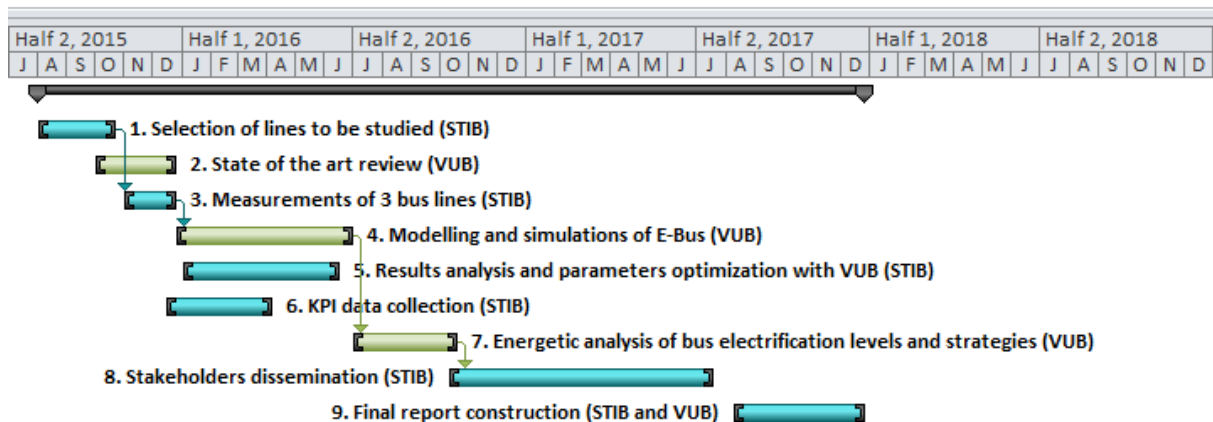 Half 2, 2015 Half 1, 2016 Half 2, 2016 Half 1, 2017 Half 2, 2017 Half 1, 2018 Half 2, 2018
J A S O N D J F M A M J J A S O N D J F M A M J J A S O N D J F M A M J J A S O N D
1. Selection of lines to be studied (STIB)
2. State of the art review (VUB)
3. Measurements of 3 bus lines (STIB)
4. Modelling and simulations of E-Bus (VUB)
5. Results analysis and parameters optimization with VUB (STIB)
6. KPI data collection (STIB)
7. Energetic analysis of bus electrification levels and strategies (VUB)
8. Stakeholders dissemination (STIB)
9. Final report construction (STIB and VUB)